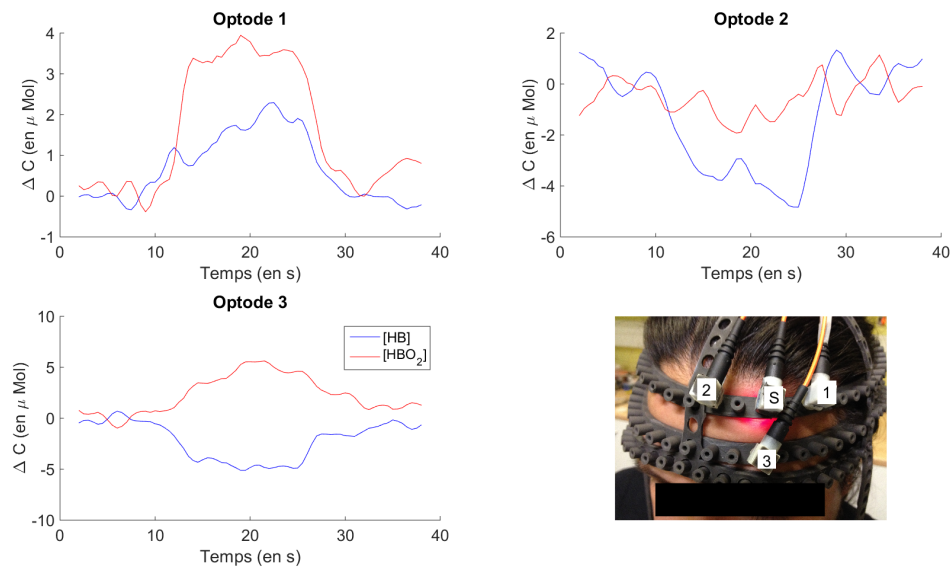 Optode 1
4
3
2
1
0
-1
Δ C (en μ Mol)
0
10
20
30
40
Temps (en s)
Optode 2
2
0
-2
-4
-6
Δ C (en μ Mol)
0
10
20
30
40
Temps (en s)
Optode 3
10
5
0
-5
-10
Δ C (en μ Mol)
[HB]
[HBO₂]
0
10
20
30
40
Temps (en s)
2
S
1
3